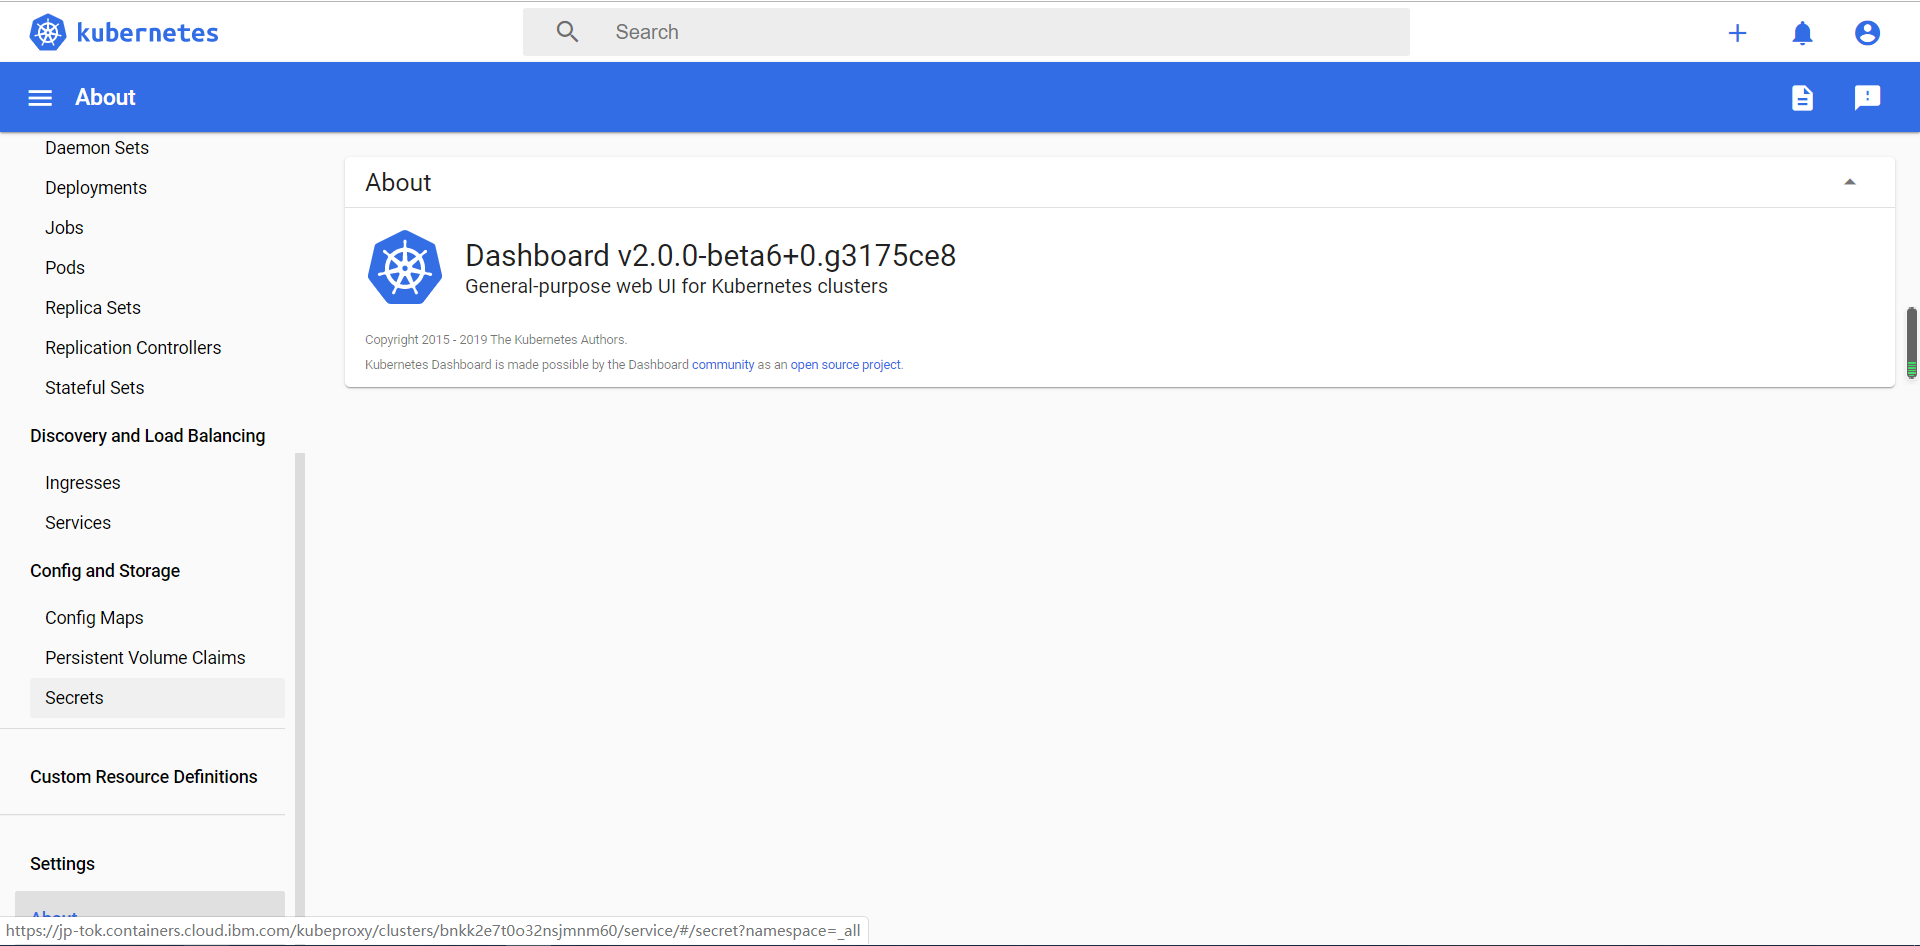 kubernetes
Search
About
Daemon Sets
Deployments
Jobs
Pods
Replica Sets
Replication Controllers
Stateful Sets
Discovery and Load Balancing
Ingresses
Services
Config and Storage
Config Maps
Persistent Volume Claims
Secrets
Custom Resource Definitions
Settings
About
About
Dashboard v2.0.0-beta6+0.g3175ce8
General-purpose web UI for Kubernetes clusters
Copyright 2015 - 2019 The Kubernetes Authors.
Kubernetes Dashboard is made possible by the Dashboard community as an open source project.
https://jp-tok.containers.cloud.ibm.com/kubeproxy/clusters/bnkk2e7t0o32nsjmnm60/service/#/secret?namespace=_all